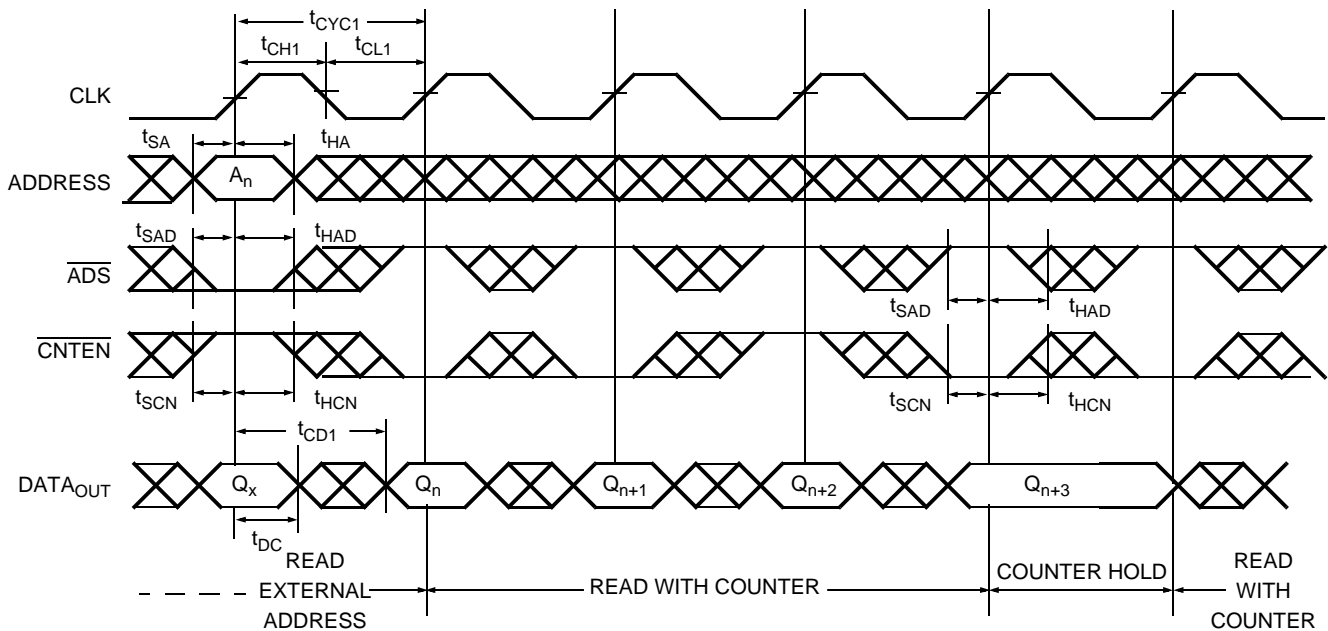 tCYC1
tCH1 tCL1
CLK
tSA tHA
ADDRESS An
tSAD tHAD
ADS
tSAD tHAD
CNTEN
tSCN tHCN tSCN tHCN
tCD1
DATAOUT Qx Qn Qn+1 Qn+2 Qn+3
tDC
READ EXTERNAL ADDRESS
READ WITH COUNTER
COUNTER HOLD
READ WITH COUNTER